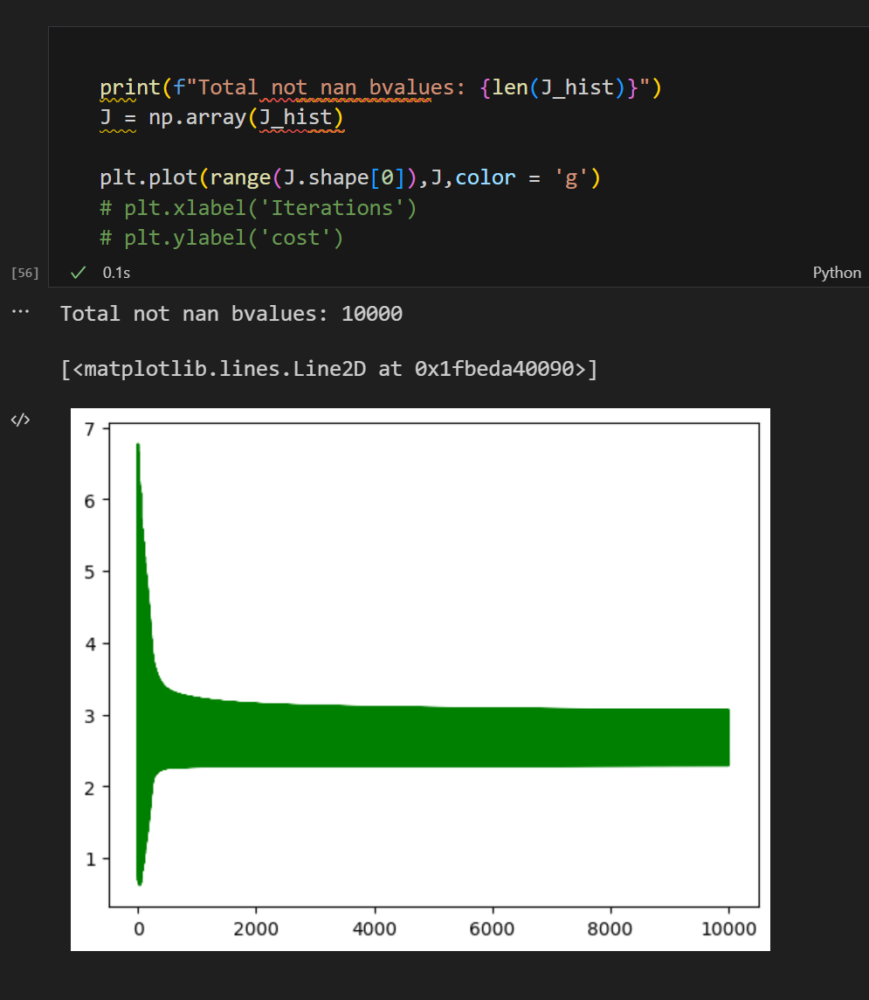 print(f"Total not nan bvalues: {len(J_hist)}")
J = np.array(J_hist)
plt.plot(range(J.shape[0]),J,color = 'g')
# plt.xlabel('Iterations')
# plt.ylabel('cost')
[56]
0.1s
Python
Total not nan bvalues: 10000
[<matplotlib.lines.Line2D at 0x1fbeda40090>]
7
6
5
4
3
2
1
0 2000 4000 6000 8000 10000